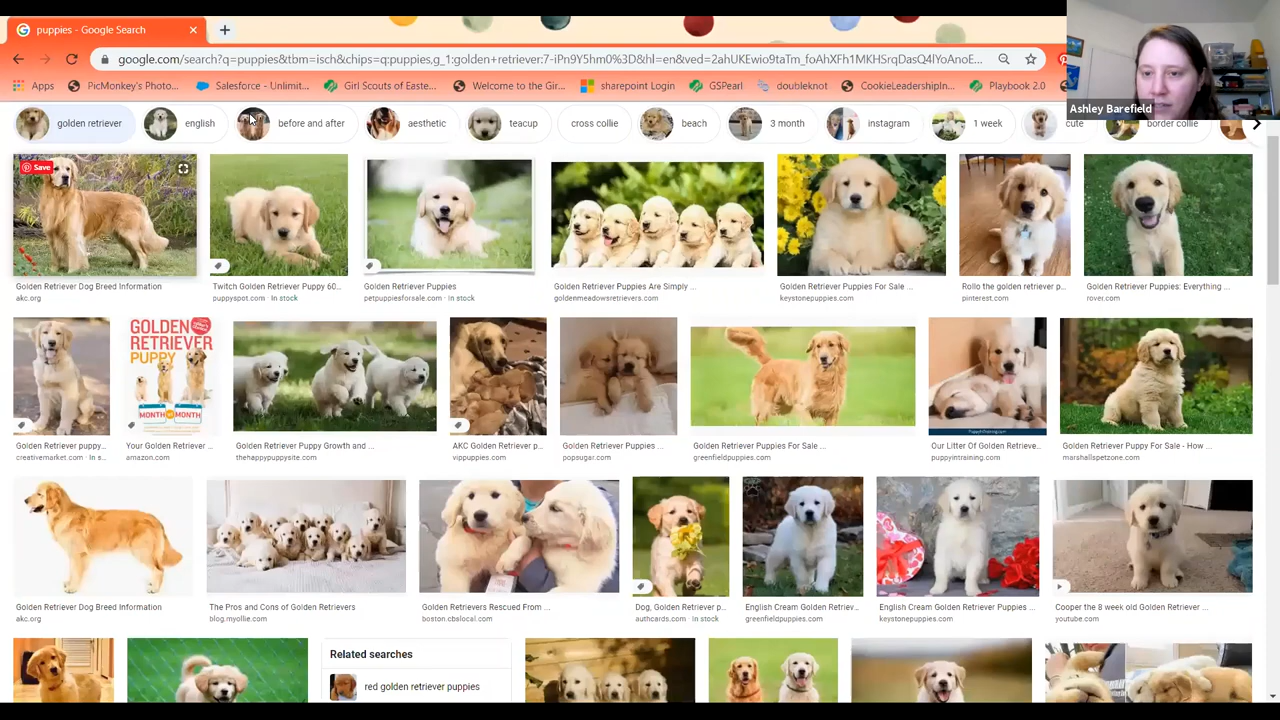 puppies - Google Search
google.com/search?q=puppies&tbm=isch&chips=q:puppies,g_1:golden+retriever:7-iPn9Y5hm0%3D&hl=en&ved=2ahUKEwio9taTm_foAhXFh1MKHSrqDasQ4lYoAnoE...
Apps PicMonkey's Photo... Salesforce - Unlimit... Girl Scouts of Easte... Welcome to the Gir... sharepoint Login GSPearl doubleknot CookieLeadershipIn... Playbook 2.0
Ashley Barefield
golden retriever english before and after teacup cross collie beach 3 month instagram 1 week cute border collie
Save
Golden Retriever Dog Breed Information
akc.org
Twitch Golden Retriever Puppy 60...
puppyspot.com · In stock
Golden Retriever Puppies
petpuppiesforsale.com · In stock
Golden Retriever Puppies Are Simply ...
goldenmeadowsretrievers.com
Golden Retriever Puppies For Sale ...
keystonepuppies.com
Rollo the golden retriever p...
pinterest.com
Golden Retriever Puppies: Everything ...
rover.com
GOLDEN
RETRIEVER
PUPPY
MONTH BY MONTH
Golden Retriever puppy...
creativemarket.com · In s...
Your Golden Retriever ...
amazon.com
Golden Retriever Puppy Growth and ...
thehappypuppysite.com
AKC Golden Retriever p...
vippuppies.com
Golden Retriever Puppies ...
popsugar.com
Golden Retriever Puppies For Sale ...
greenfieldpuppies.com
Our Litter Of Golden Retrieve...
puppyintraining.com
Golden Retriever Puppy For Sale - How ...
marshallspetzone.com
Golden Retriever Dog Breed Information
akc.org
The Pros and Cons of Golden Retrievers
blog.myollie.com
Golden Retrievers Rescued From ...
boston.cbslocal.com
Dog, Golden Retriever p...
authcards.com · In stock
English Cream Golden Retriev...
greenfieldpuppies.com
English Cream Golden Retriever Puppies ...
keystonepuppies.com
Cooper the 8 week old Golden Retriever ...
youtube.com
Related searches
red golden retriever puppies